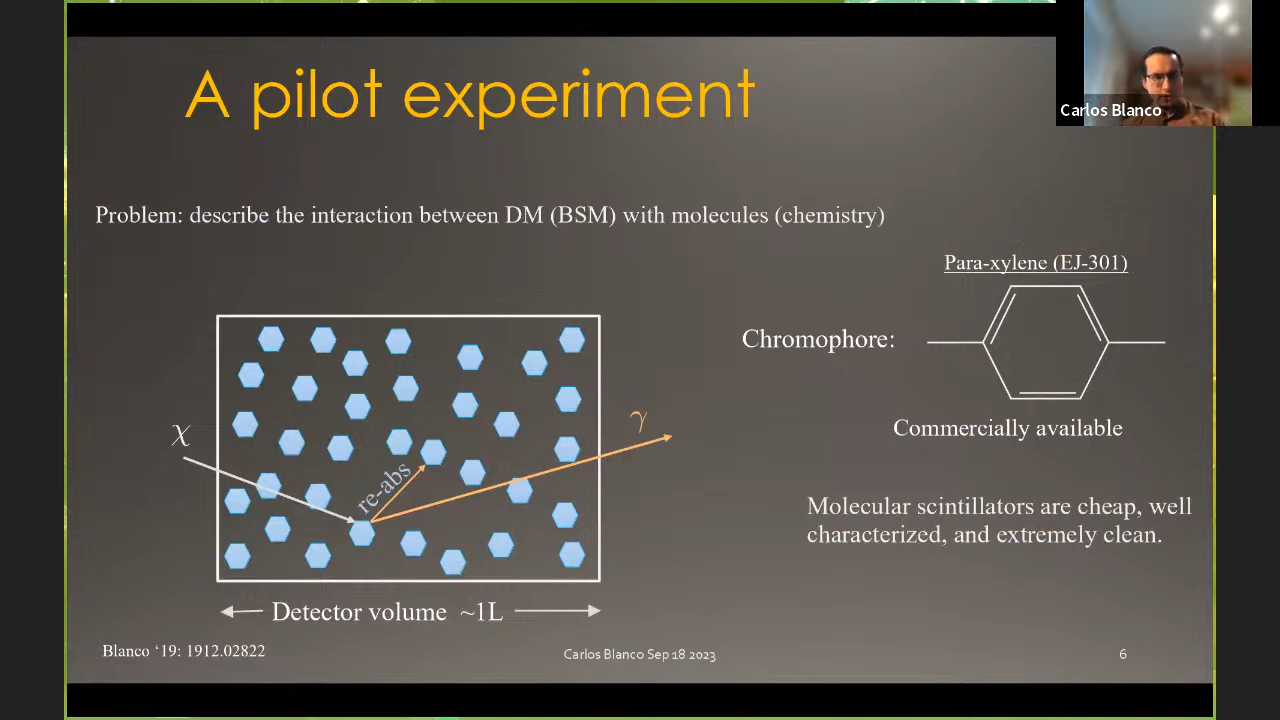 A pilot experiment
Carlos Blanco
Problem: describe the interaction between DM (BSM) with molecules (chemistry)
Para-xylene (EJ-301)
Chromophore:
Commercially available
χ
re-abs
γ
Molecular scintillators are cheap, well
characterized, and extremely clean.
Detector volume ~1L
Blanco ‘19: 1912.02822
Carlos Blanco Sep 18 2023
6